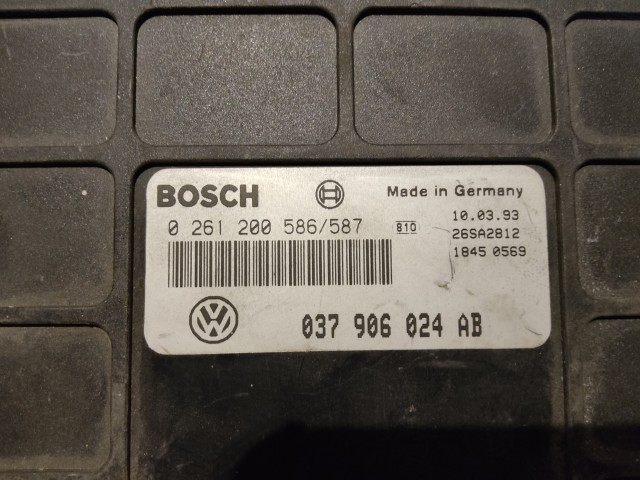 BOSCH
Made in Germany
0 261 200 586/587
810
10.03.93
26SA2812
1845 0569
VW
037 906 024 AB